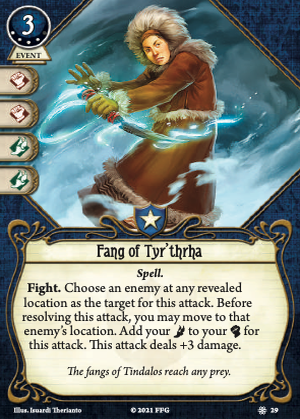 3
EVENT
Fang of Tyr'thrha
Spell.
Fight. Choose an enemy at any revealed
location as the target for this attack. Before
resolving this attack, you may move to that
enemy's location. Add your to your for
this attack. This attack deals +3 damage.
The fangs of Tindalos reach any prey.
Illus. Isuardi Therianto
© 2021 FFG
29